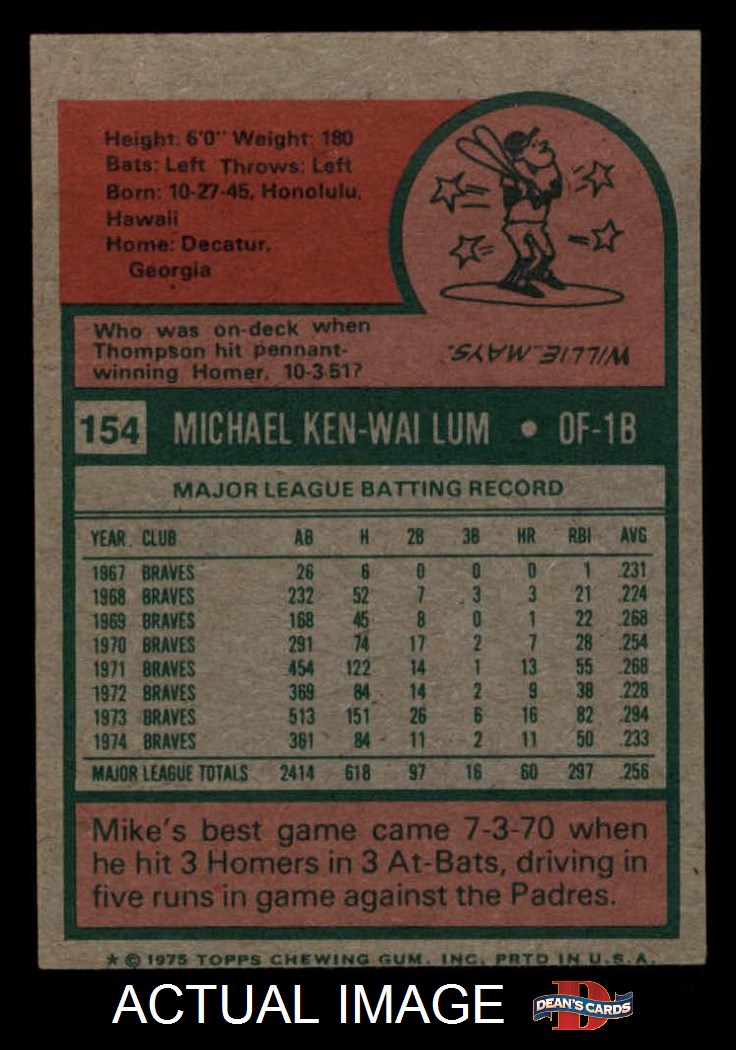 Height: 6'0" Weight: 180
Bats: Left Throws: Left
Born: 10-27-45, Honolulu,
Hawaii
Home: Decatur,
Georgia
Who was on-deck when
Thompson hit pennant-
winning Homer, 10-3-51?
WILLIE MAYS.
154 MICHAEL KEN-WAI LUM • OF-1B
MAJOR LEAGUE BATTING RECORD
YEAR CLUB AB H 2B 3B HR RBI AVG
1967 BRAVES 26 6 0 0 0 1 .231
1968 BRAVES 232 52 7 3 3 21 .224
1969 BRAVES 168 45 8 0 1 22 .268
1970 BRAVES 291 74 17 2 7 28 .254
1971 BRAVES 454 122 14 1 13 55 .268
1972 BRAVES 369 84 14 2 9 38 .228
1973 BRAVES 513 151 26 6 16 82 .294
1974 BRAVES 361 84 11 2 11 50 .233
MAJOR LEAGUE TOTALS 2414 618 97 16 60 297 .256
Mike's best game came 7-3-70 when
he hit 3 Homers in 3 At-Bats, driving in
five runs in game against the Padres.
* © 1975 TOPPS CHEWING GUM, INC. PRTD IN U.S.A.
ACTUAL IMAGE D DEAN'S CARDS